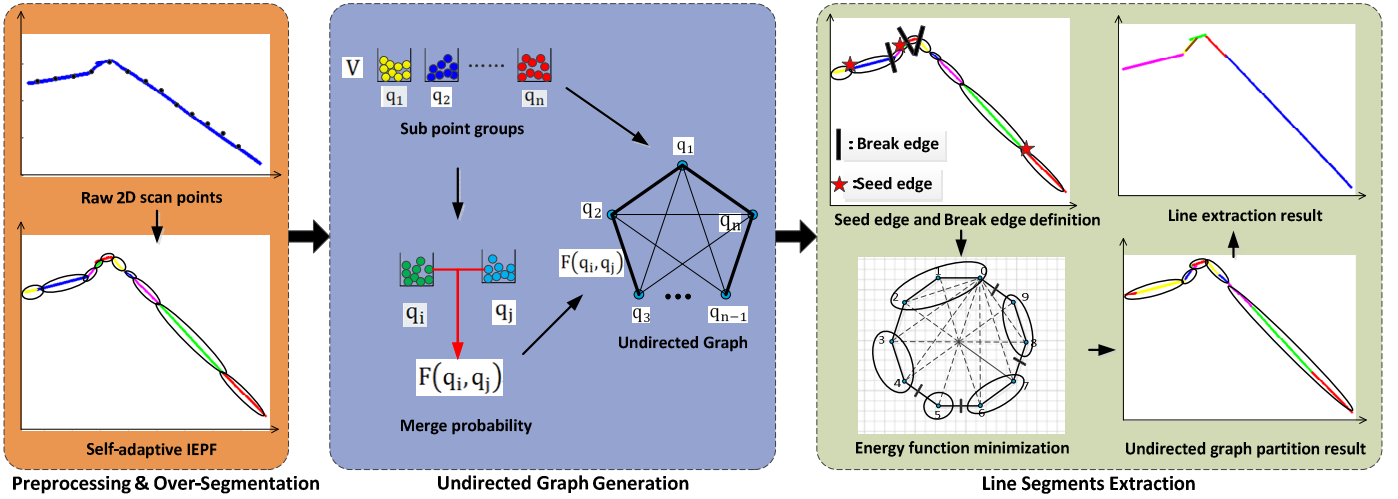 Raw 2D scan points
Self-adaptive IEPF
Preprocessing & Over-Segmentation
V
q1 q2 ...... qn
Sub point groups
qi qj
F(qi, qj)
Merge probability
q1
q2
qn
F(qi, qj)
q3 ... qn−1
Undirected Graph
Undirected Graph Generation
: Break edge
:Seed edge
Seed edge and Break edge definition
1 0
2 9
3 8
4 7
5 6
Energy function minimization
Line extraction result
Undirected graph partition result
Line Segments Extraction